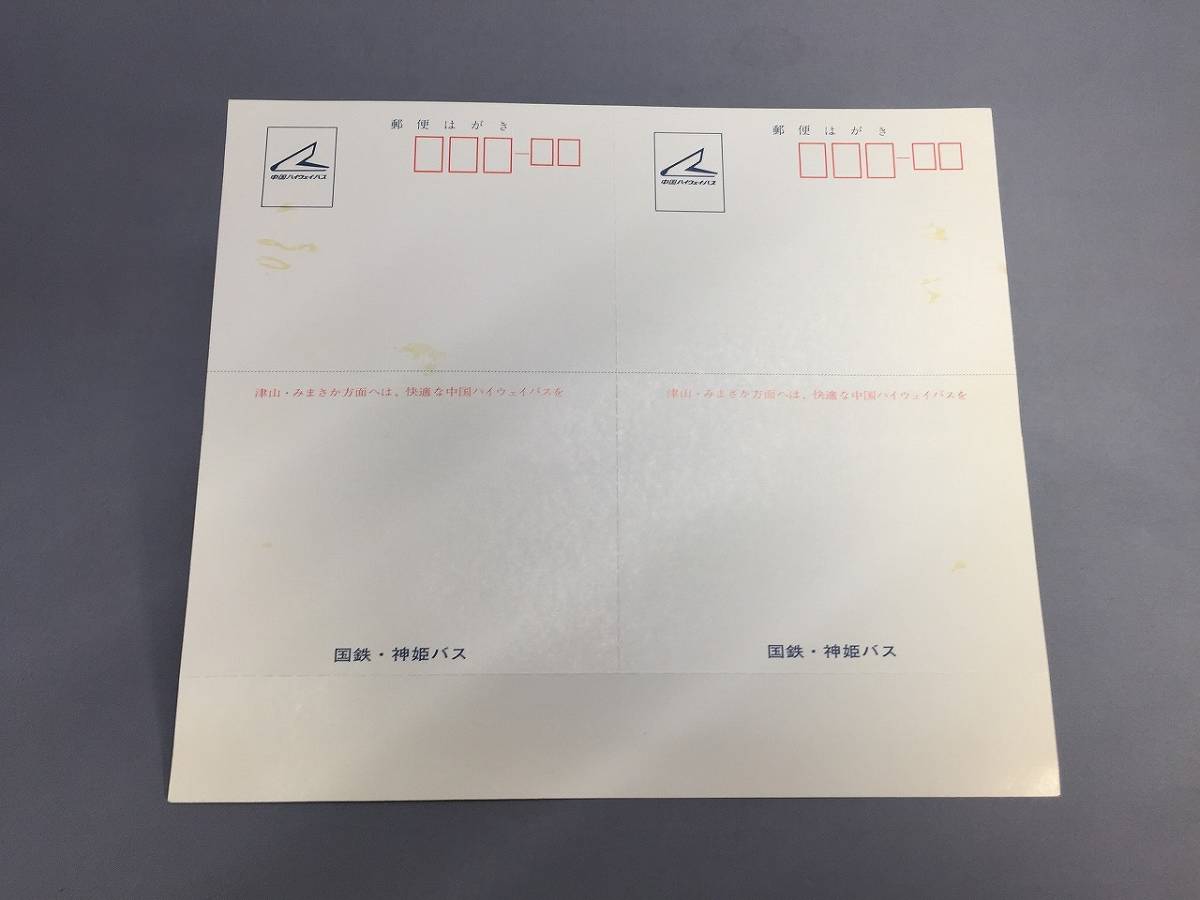 郵便はがき
中国ハイウェイバス
津山・みまさか方面へは、快適な中国ハイウェイバスを
国鉄・神姫バス
郵便はがき
中国ハイウェイバス
津山・みまさか方面へは、快適な中国ハイウェイバスを
国鉄・神姫バス